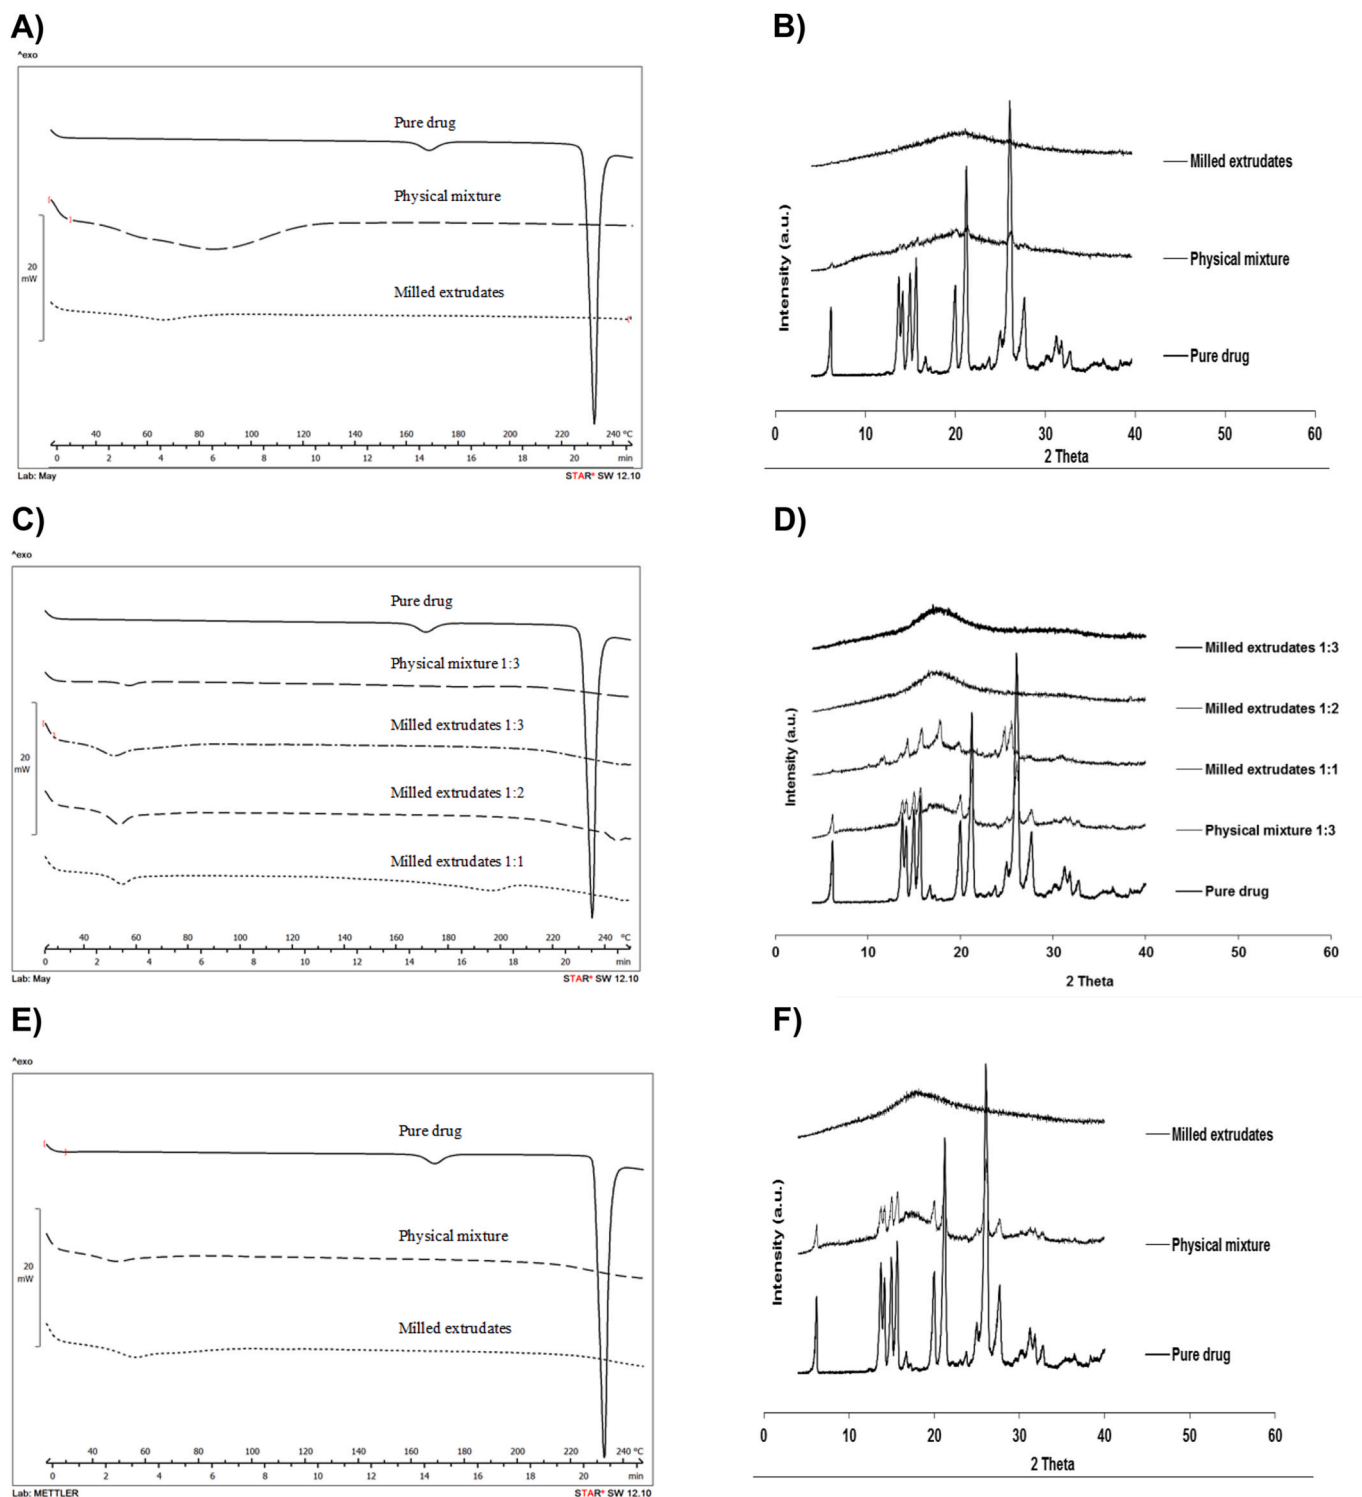 A)
^exo
Pure drug
Physical mixture
20
mW
Milled extrudates
40 60 80 100 120 140 160 180 200 220 240 °C
0 2 4 6 8 10 12 14 16 18 20 min
Lab: May
STAR® SW 12.10
B)
Intensity (a.u.)
Milled extrudates
Physical mixture
Pure drug
0 10 20 30 40 50 60
2 Theta
C)
^exo
Pure drug
Physical mixture 1:3
Milled extrudates 1:3
20
mW
Milled extrudates 1:2
Milled extrudates 1:1
40 60 80 100 120 140 160 180 200 220 240 °C
0 2 4 6 8 10 12 14 16 18 20 min
Lab: May
STAR® SW 12.10
D)
Intensity (a.u.)
Milled extrudates 1:3
Milled extrudates 1:2
Milled extrudates 1:1
Physical mixture 1:3
Pure drug
0 10 20 30 40 50 60
2 Theta
E)
^exo
Pure drug
Physical mixture
20
mW
Milled extrudates
40 60 80 100 120 140 160 180 200 220 240 °C
0 2 4 6 8 10 12 14 16 18 20 min
Lab: METTLER
STAR® SW 12.10
F)
Intensity (a.u.)
Milled extrudates
Physical mixture
Pure drug
0 10 20 30 40 50 60
2 Theta